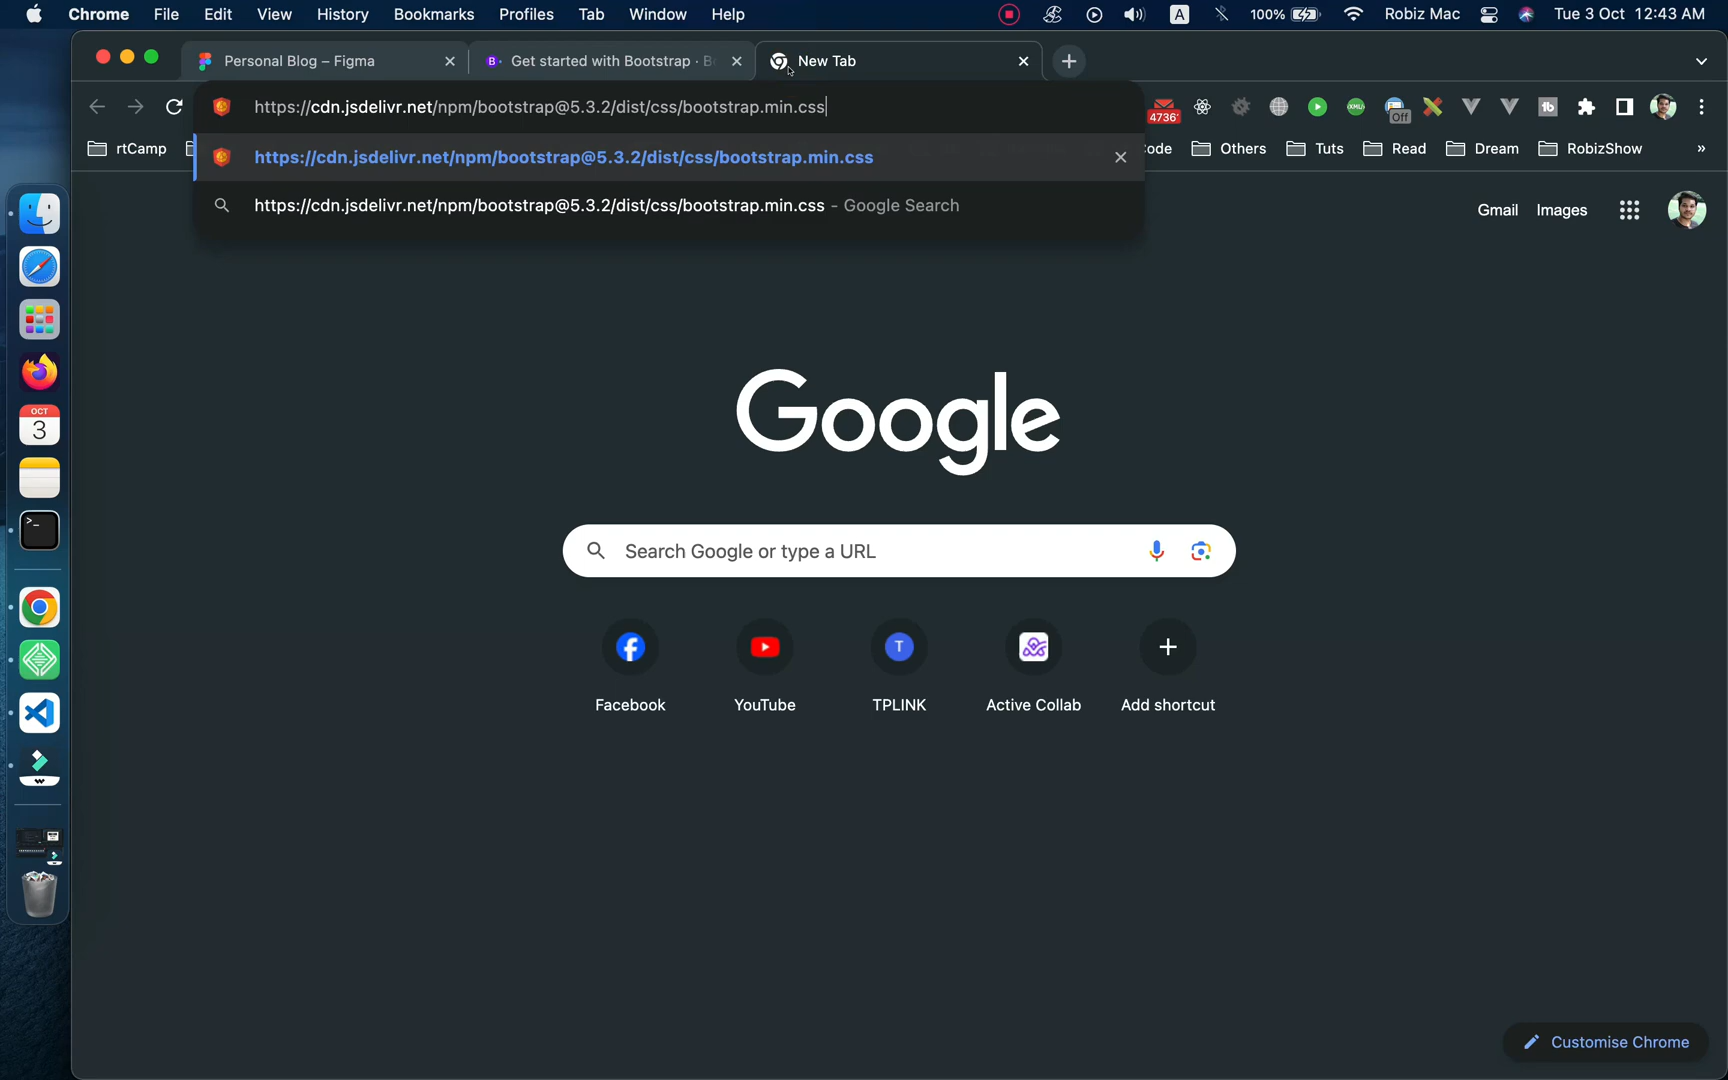 Chrome File Edit View History Bookmarks Profiles Tab Window Help A 100% Robiz Mac Tue 3 Oct 12:43 AM
Personal Blog – Figma Get started with Bootstrap · B New Tab
https://cdn.jsdelivr.net/npm/bootstrap@5.3.2/dist/css/bootstrap.min.css 4736 XML Off tb
rtCamp https://cdn.jsdelivr.net/npm/bootstrap@5.3.2/dist/css/bootstrap.min.css ode Others Tuts Read Dream RobizShow »
https://cdn.jsdelivr.net/npm/bootstrap@5.3.2/dist/css/bootstrap.min.css - Google Search
Gmail Images
OCT
3
Google
Search Google or type a URL
T
Facebook YouTube TPLINK Active Collab Add shortcut
Customise Chrome